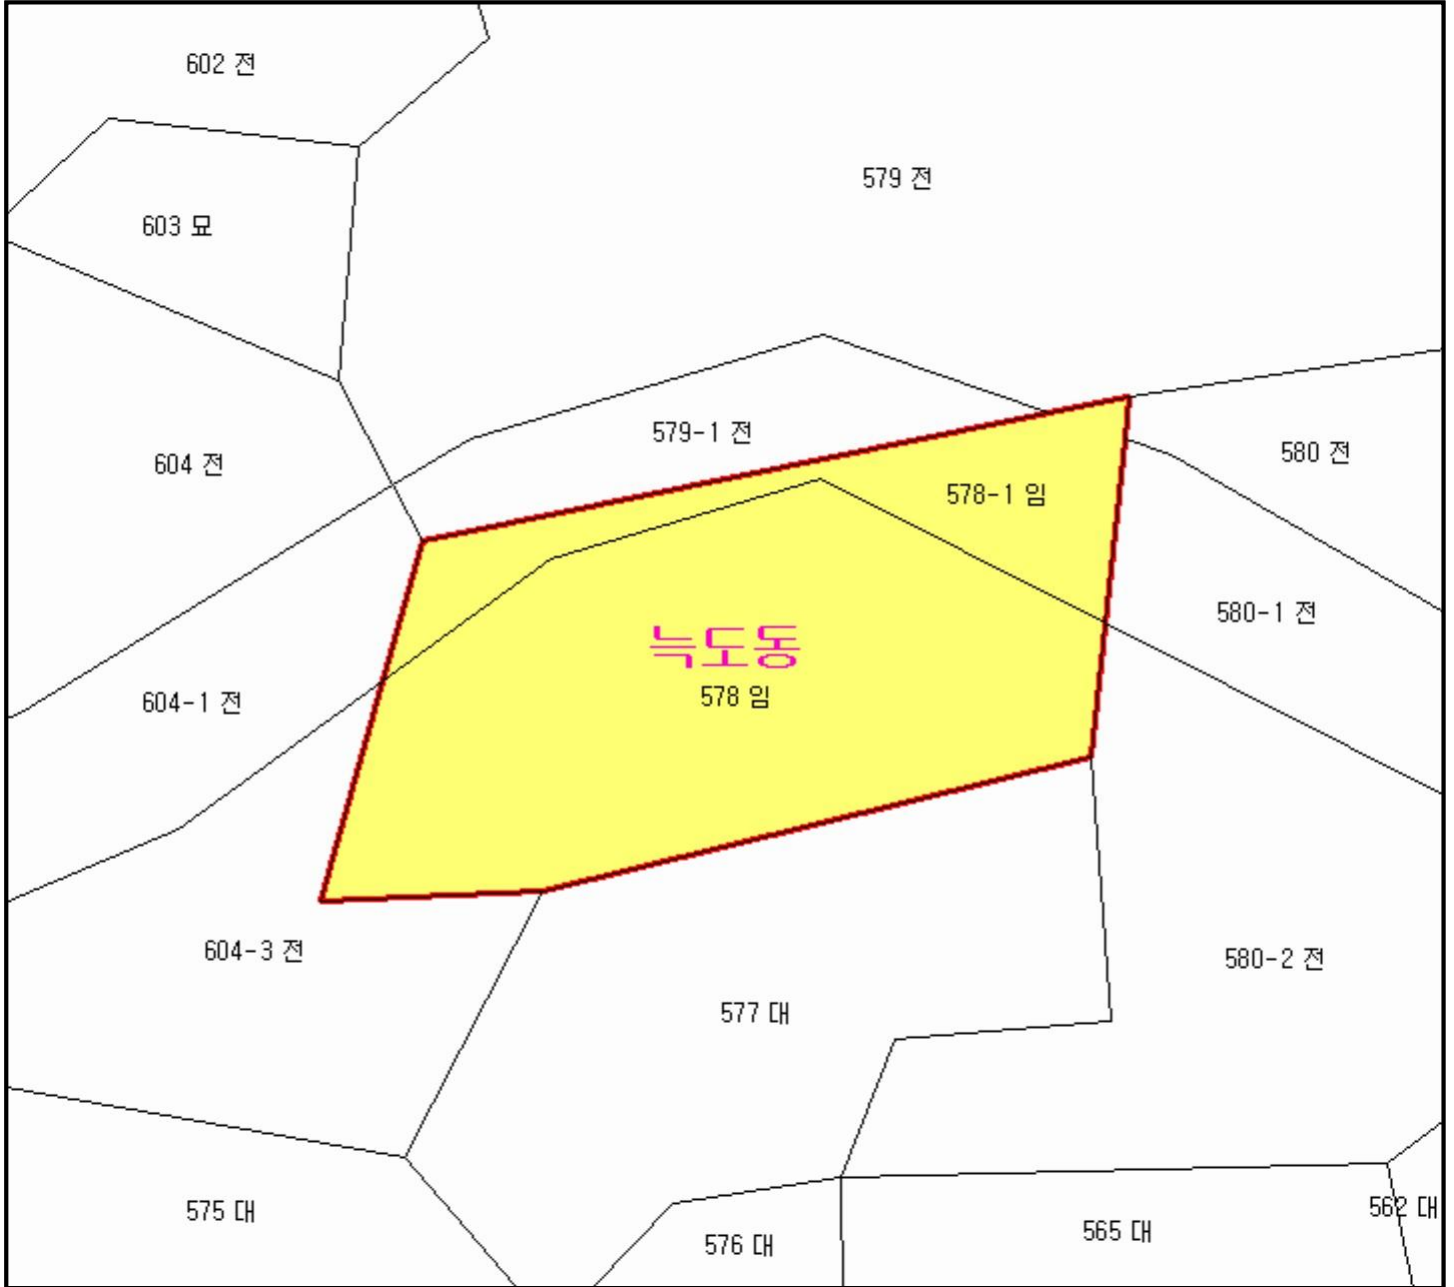 602 전
579 전
603 묘
579-1 전
580 전
604 전
578-1 임
580-1 전
늑도동
578 임
604-1 전
604-3 전
580-2 전
577 대
562 대
575 대
565 대
576 대